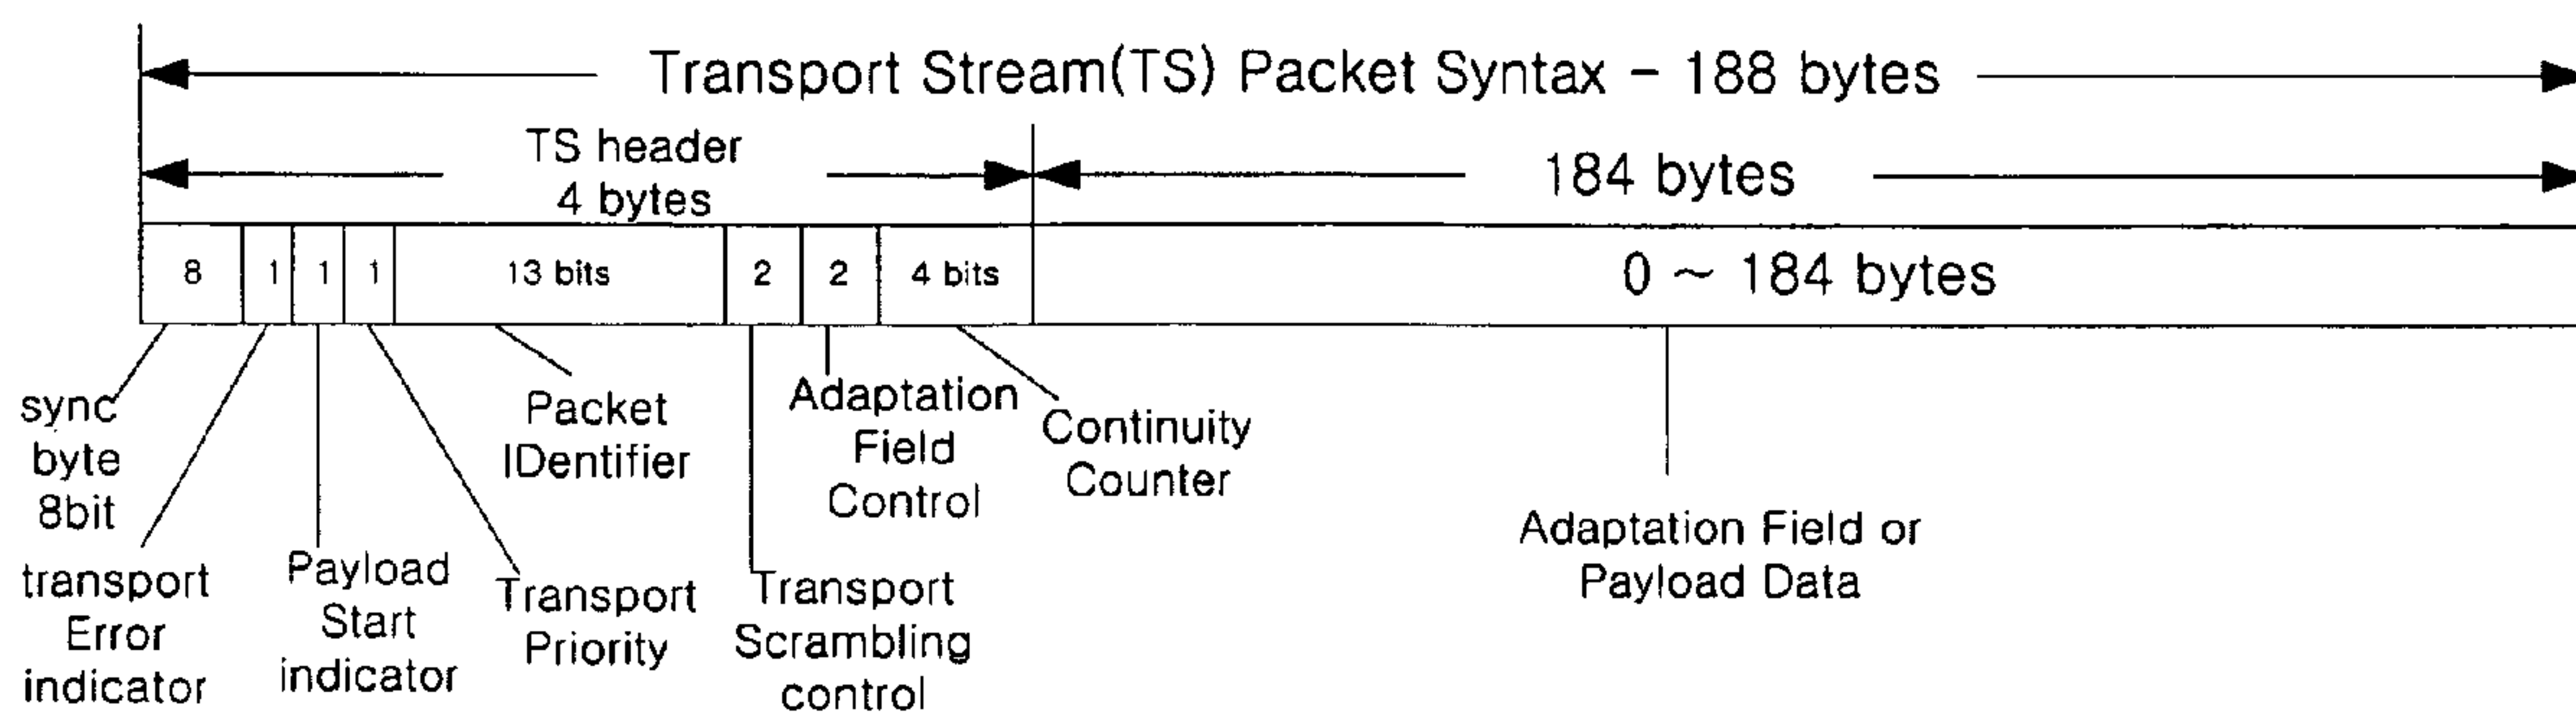 Transport Stream(TS) Packet Syntax - 188 bytes
TS header
4 bytes
184 bytes
8 1 1 1 13 bits 2 2 4 bits 0 ~ 184 bytes
sync
byte
8bit
transport
Error
indicator
Payload
Start
indicator
Transport
Priority
Packet
IDentifier
Transport
Scrambling
control
Adaptation
Field
Control
Continuity
Counter
Adaptation Field or
Payload Data